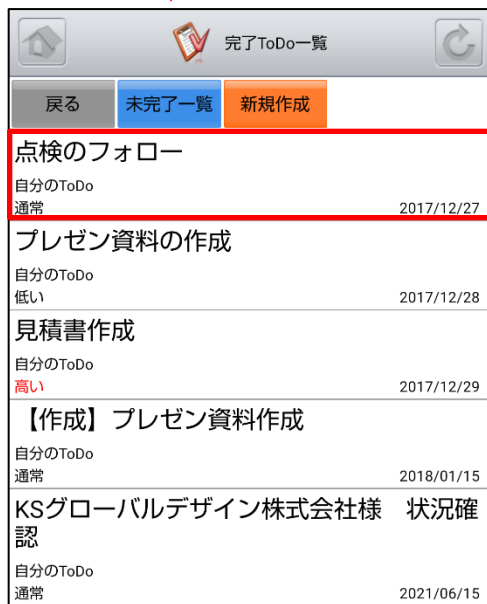 完了ToDo一覧
戻る 未完了一覧 新規作成
点検のフォロー
自分のToDo
通常 2017/12/27
プレゼン資料の作成
自分のToDo
低い 2017/12/28
見積書作成
自分のToDo
高い 2017/12/29
【作成】プレゼン資料作成
自分のToDo
通常 2018/01/15
KSグローバルデザイン株式会社様　状況確
認
自分のToDo
通常 2021/06/15